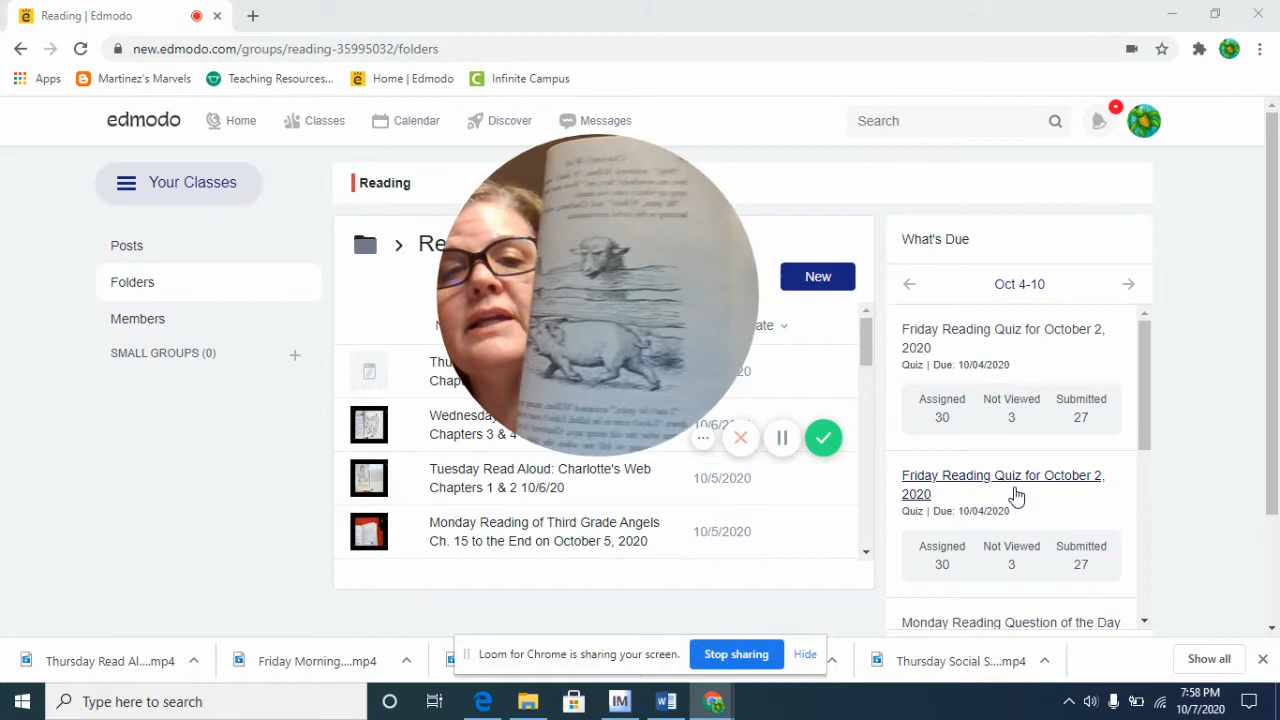 Reading | Edmodo
new.edmodo.com/groups/reading-35995032/folders
Apps
Martinez's Marvels
Teaching Resources...
Home | Edmodo
Infinite Campus
edmodo
Home
Classes
Calendar
Discover
Messages
Search
Your Classes
Reading
Posts
Folders
Members
SMALL GROUPS (0)
Re
New
ate
Thu
Chap
Wednesday
Chapters 3 & 4
10/6/20
Tuesday Read Aloud: Charlotte's Web
Chapters 1 & 2 10/6/20
10/5/2020
Monday Reading of Third Grade Angels
Ch. 15 to the End on October 5, 2020
10/5/2020
What's Due
Oct 4-10
Friday Reading Quiz for October 2,
2020
Quiz | Due: 10/04/2020
Assigned Not Viewed Submitted
30 3 27
Friday Reading Quiz for October 2,
2020
Quiz | Due: 10/04/2020
Assigned Not Viewed Submitted
30 3 27
Monday Reading Question of the Day
Loom for Chrome is sharing your screen.
Stop sharing
Hide
Thursday Read Al....mp4
Friday Morning....mp4
Thursday Social S....mp4
Show all
Type here to search
7:58 PM
10/7/2020